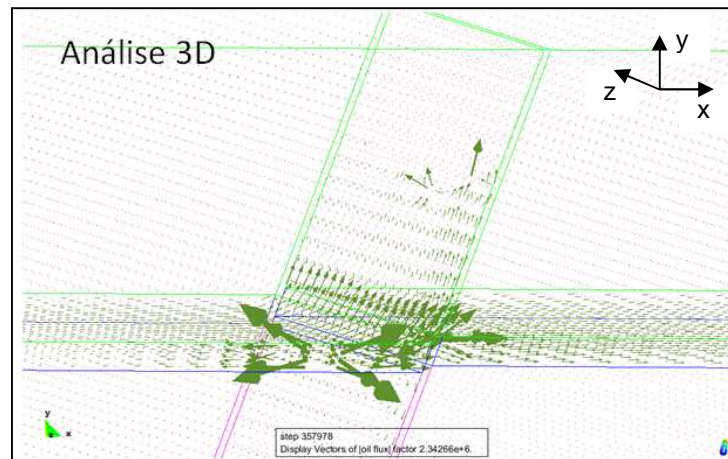 Análise 3D
y
z
x
y
x
step 357978
Display Vectors of |oil flux| factor 2.34266e+6.